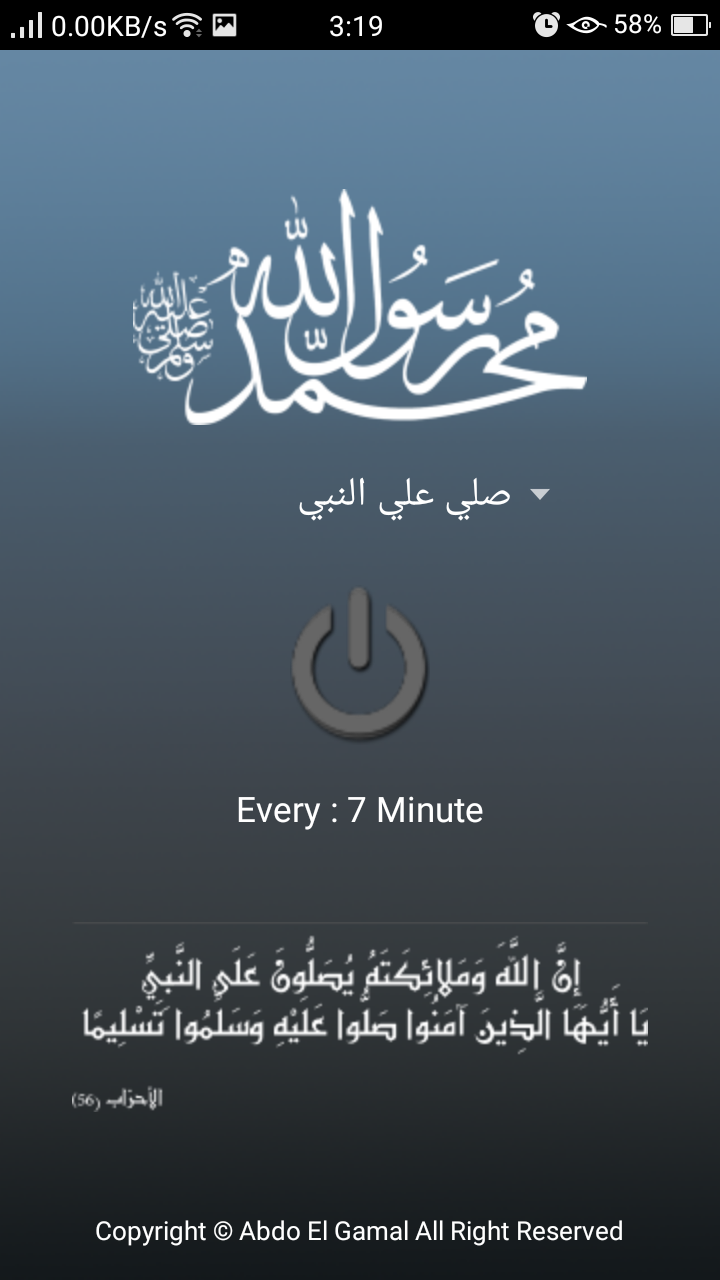 0.00KB/s 3:19 58%
محمد رسول الله
صلى الله عليه وسلم
صلي علي النبي
Every : 7 Minute
إِنَّ اللَّهَ وَمَلَائِكَتَهُ يُصَلُّونَ عَلَى النَّبِيِّ
يَا أَيُّهَا الَّذِينَ آمَنُوا صَلُّوا عَلَيْهِ وَسَلِّمُوا تَسْلِيمًا
الأحزاب (56)
Copyright © Abdo El Gamal All Right Reserved